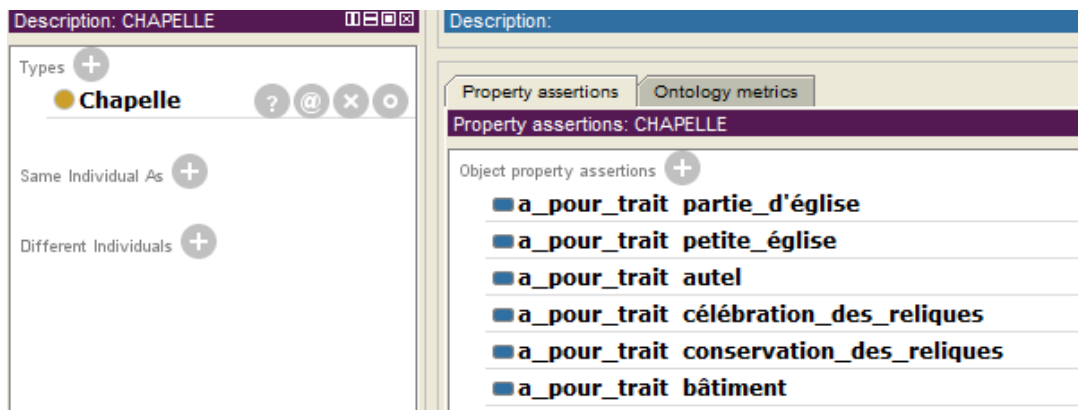 Description: CHAPELLE
Types
Chapelle
Same Individual As
Different Individuals
Description:
Property assertions
Ontology metrics
Property assertions: CHAPELLE
Object property assertions
a_pour_trait partie_d'église
a_pour_trait petite_église
a_pour_trait autel
a_pour_trait célébration_des_reliques
a_pour_trait conservation_des_reliques
a_pour_trait bâtiment